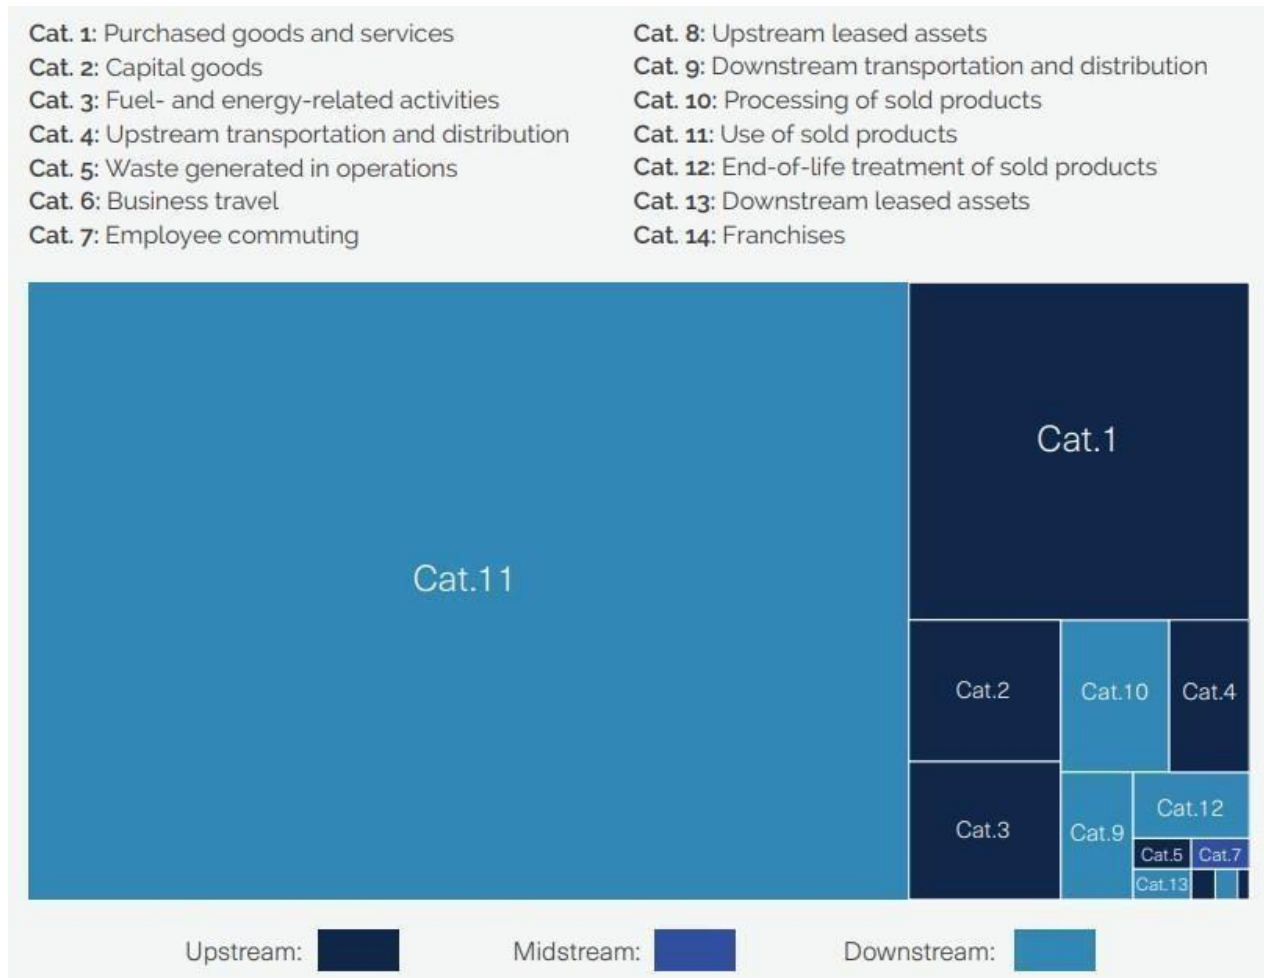 Cat. 1: Purchased goods and services
Cat. 2: Capital goods
Cat. 3: Fuel- and energy-related activities
Cat. 4: Upstream transportation and distribution
Cat. 5: Waste generated in operations
Cat. 6: Business travel
Cat. 7: Employee commuting
Cat. 8: Upstream leased assets
Cat. 9: Downstream transportation and distribution
Cat. 10: Processing of sold products
Cat. 11: Use of sold products
Cat. 12: End-of-life treatment of sold products
Cat. 13: Downstream leased assets
Cat. 14: Franchises
Cat.11
Cat.1
Cat.2
Cat.10
Cat.4
Cat.3
Cat.9
Cat.12
Cat.5
Cat.7
Cat.13
Upstream:
Midstream:
Downstream: